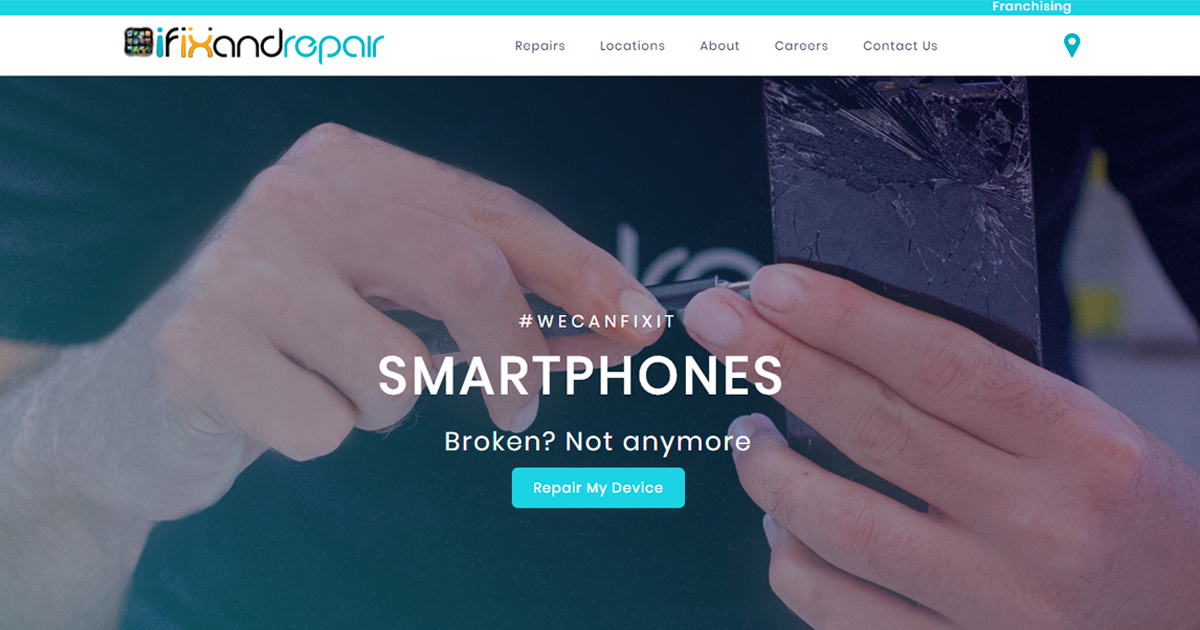 Franchising
ifixandrepair
Repairs Locations About Careers Contact Us
#WECANFIXIT
SMARTPHONES
Broken? Not anymore
Repair My Device